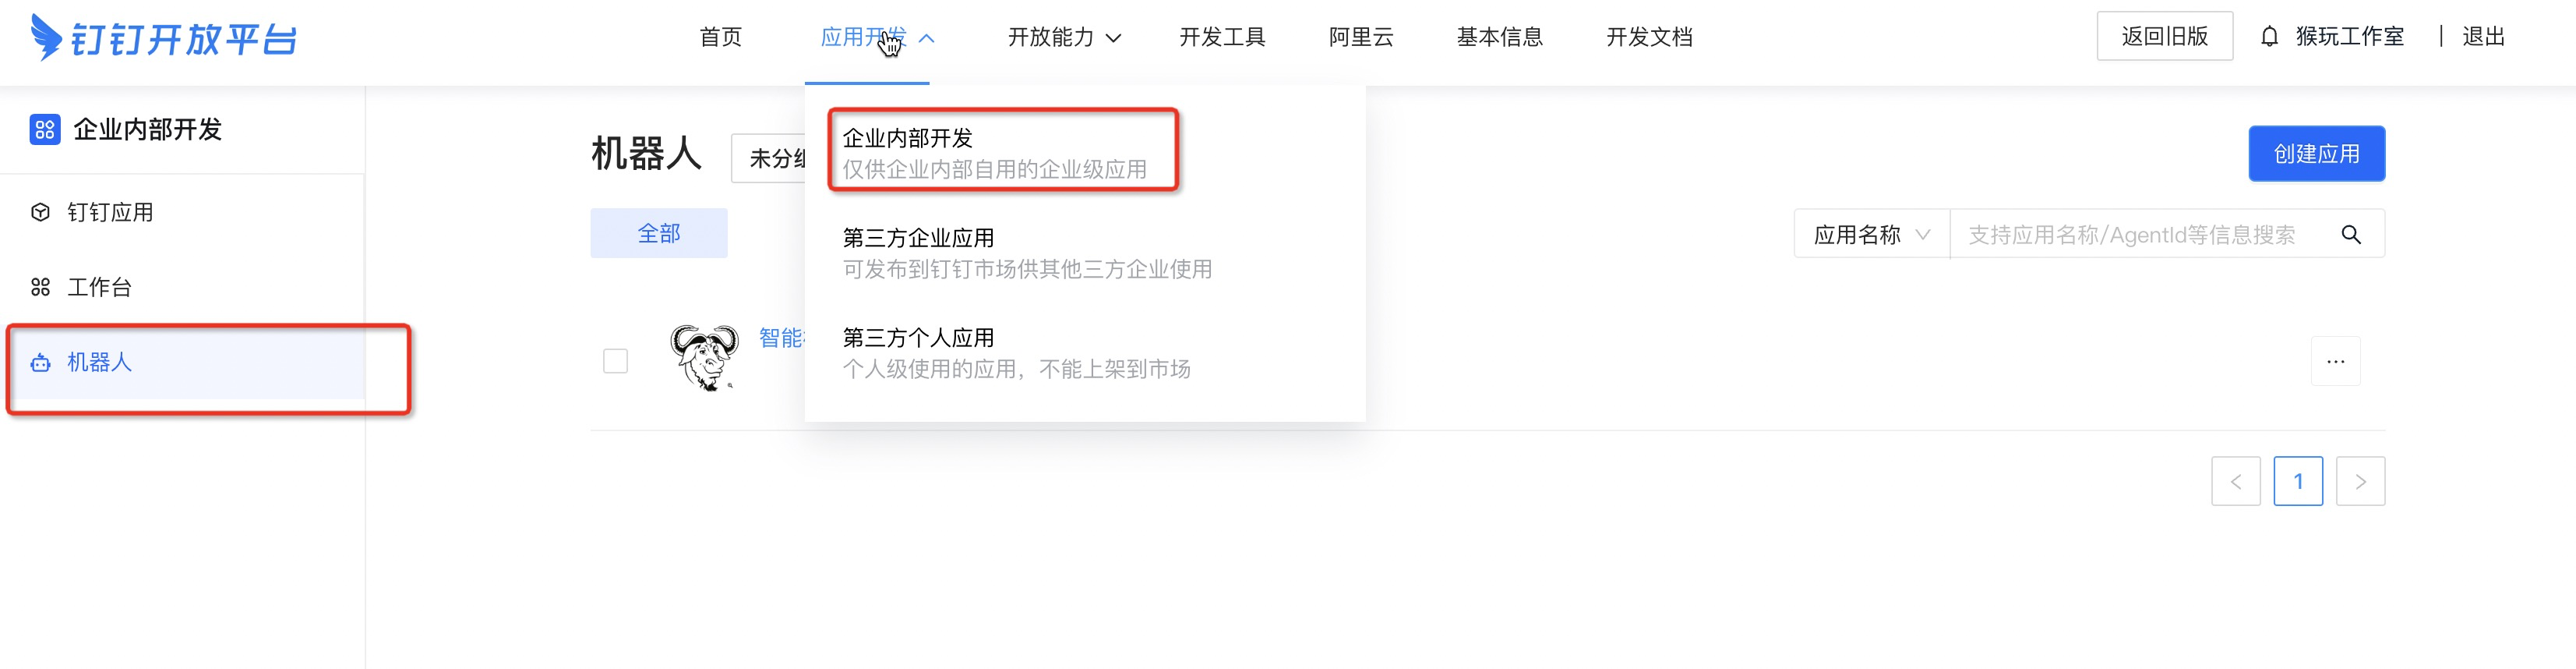 钉钉开放平台
首页
应用开发
开放能力
开发工具
阿里云
基本信息
开发文档
返回旧版
猴玩工作室
退出
企业内部开发
钉钉应用
工作台
机器人
机器人
未分
企业内部开发
仅供企业内部自用的企业级应用
第三方企业应用
可发布到钉钉市场供其他三方企业使用
第三方个人应用
个人级使用的应用，不能上架到市场
创建应用
全部
应用名称
支持应用名称/AgentId等信息搜索
智能
...
1